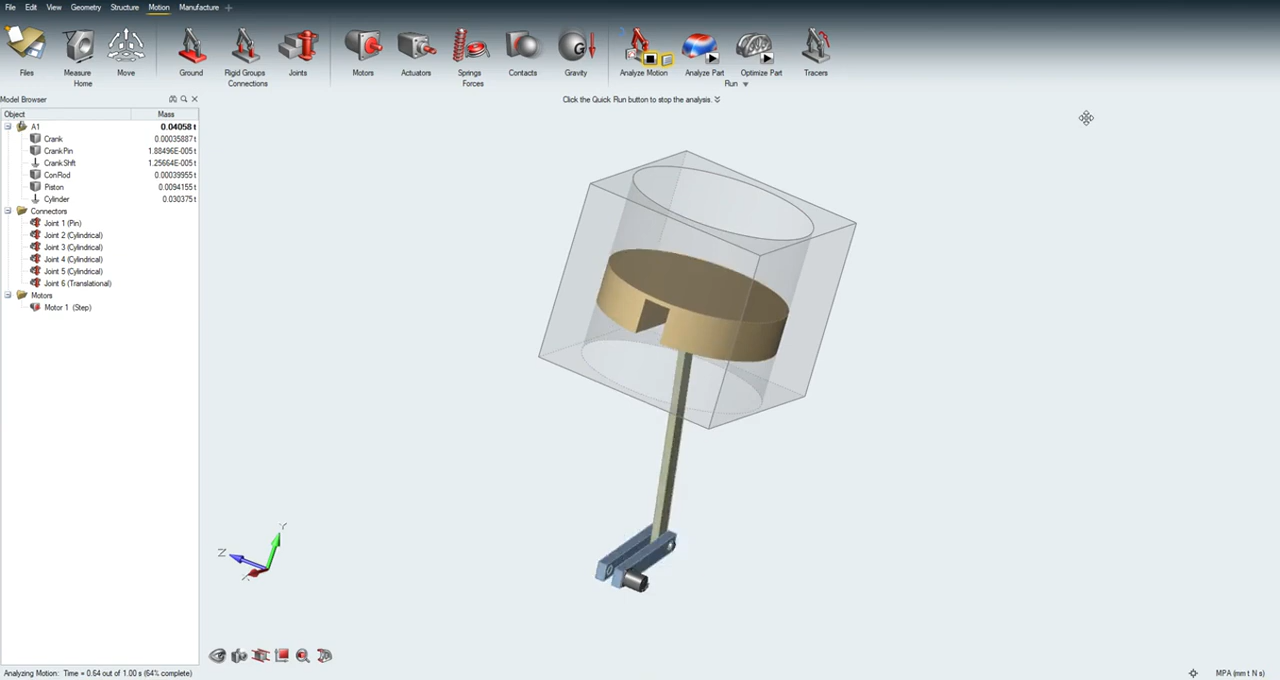 File Edit View Geometry Structure Motion Manufacture
Files Measure Move Ground Rigid Groups Joints Motors Actuators Springs Contacts Gravity Analyze Motion Analyze Part Optimize Part Tracers
Home Connections Forces Run
Model Browser
Click the Quick Run button to stop the analysis.
Object Mass
A1 0.04058 t
Crank 0.00035887 t
CrankPin 1.88496E-005 t
CrankShft 1.25664E-005 t
ConRod 0.00039955 t
Piston 0.0094155 t
Cylinder 0.030375 t
Connectors
Joint 1 (Pin)
Joint 2 (Cylindrical)
Joint 3 (Cylindrical)
Joint 4 (Cylindrical)
Joint 5 (Cylindrical)
Joint 6 (Translational)
Motors
Motor 1 (Step)
G
Y
Z
X
Analyzing Motion: Time = 0.64 out of 1.00 s (64% complete)
MPA (mm t N s)